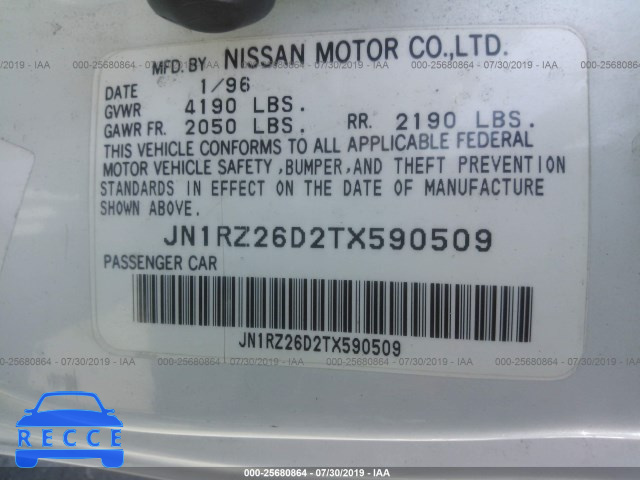 MFD. BY NISSAN MOTOR CO.,LTD.
DATE 1/96
GVWR 4190 LBS.
GAWR FR. 2050 LBS. RR. 2190 LBS.
THIS VEHICLE CONFORMS TO ALL APPLICABLE FEDERAL
MOTOR VEHICLE SAFETY ,BUMPER,AND THEFT PREVENTION
STANDARDS IN EFFECT ON THE DATE OF MANUFACTURE
SHOWN ABOVE.
JN1RZ26D2TX590509
PASSENGER CAR
JN1RZ26D2TX590509
RECCE
000-25680864 / 07/30/2019 - IAA